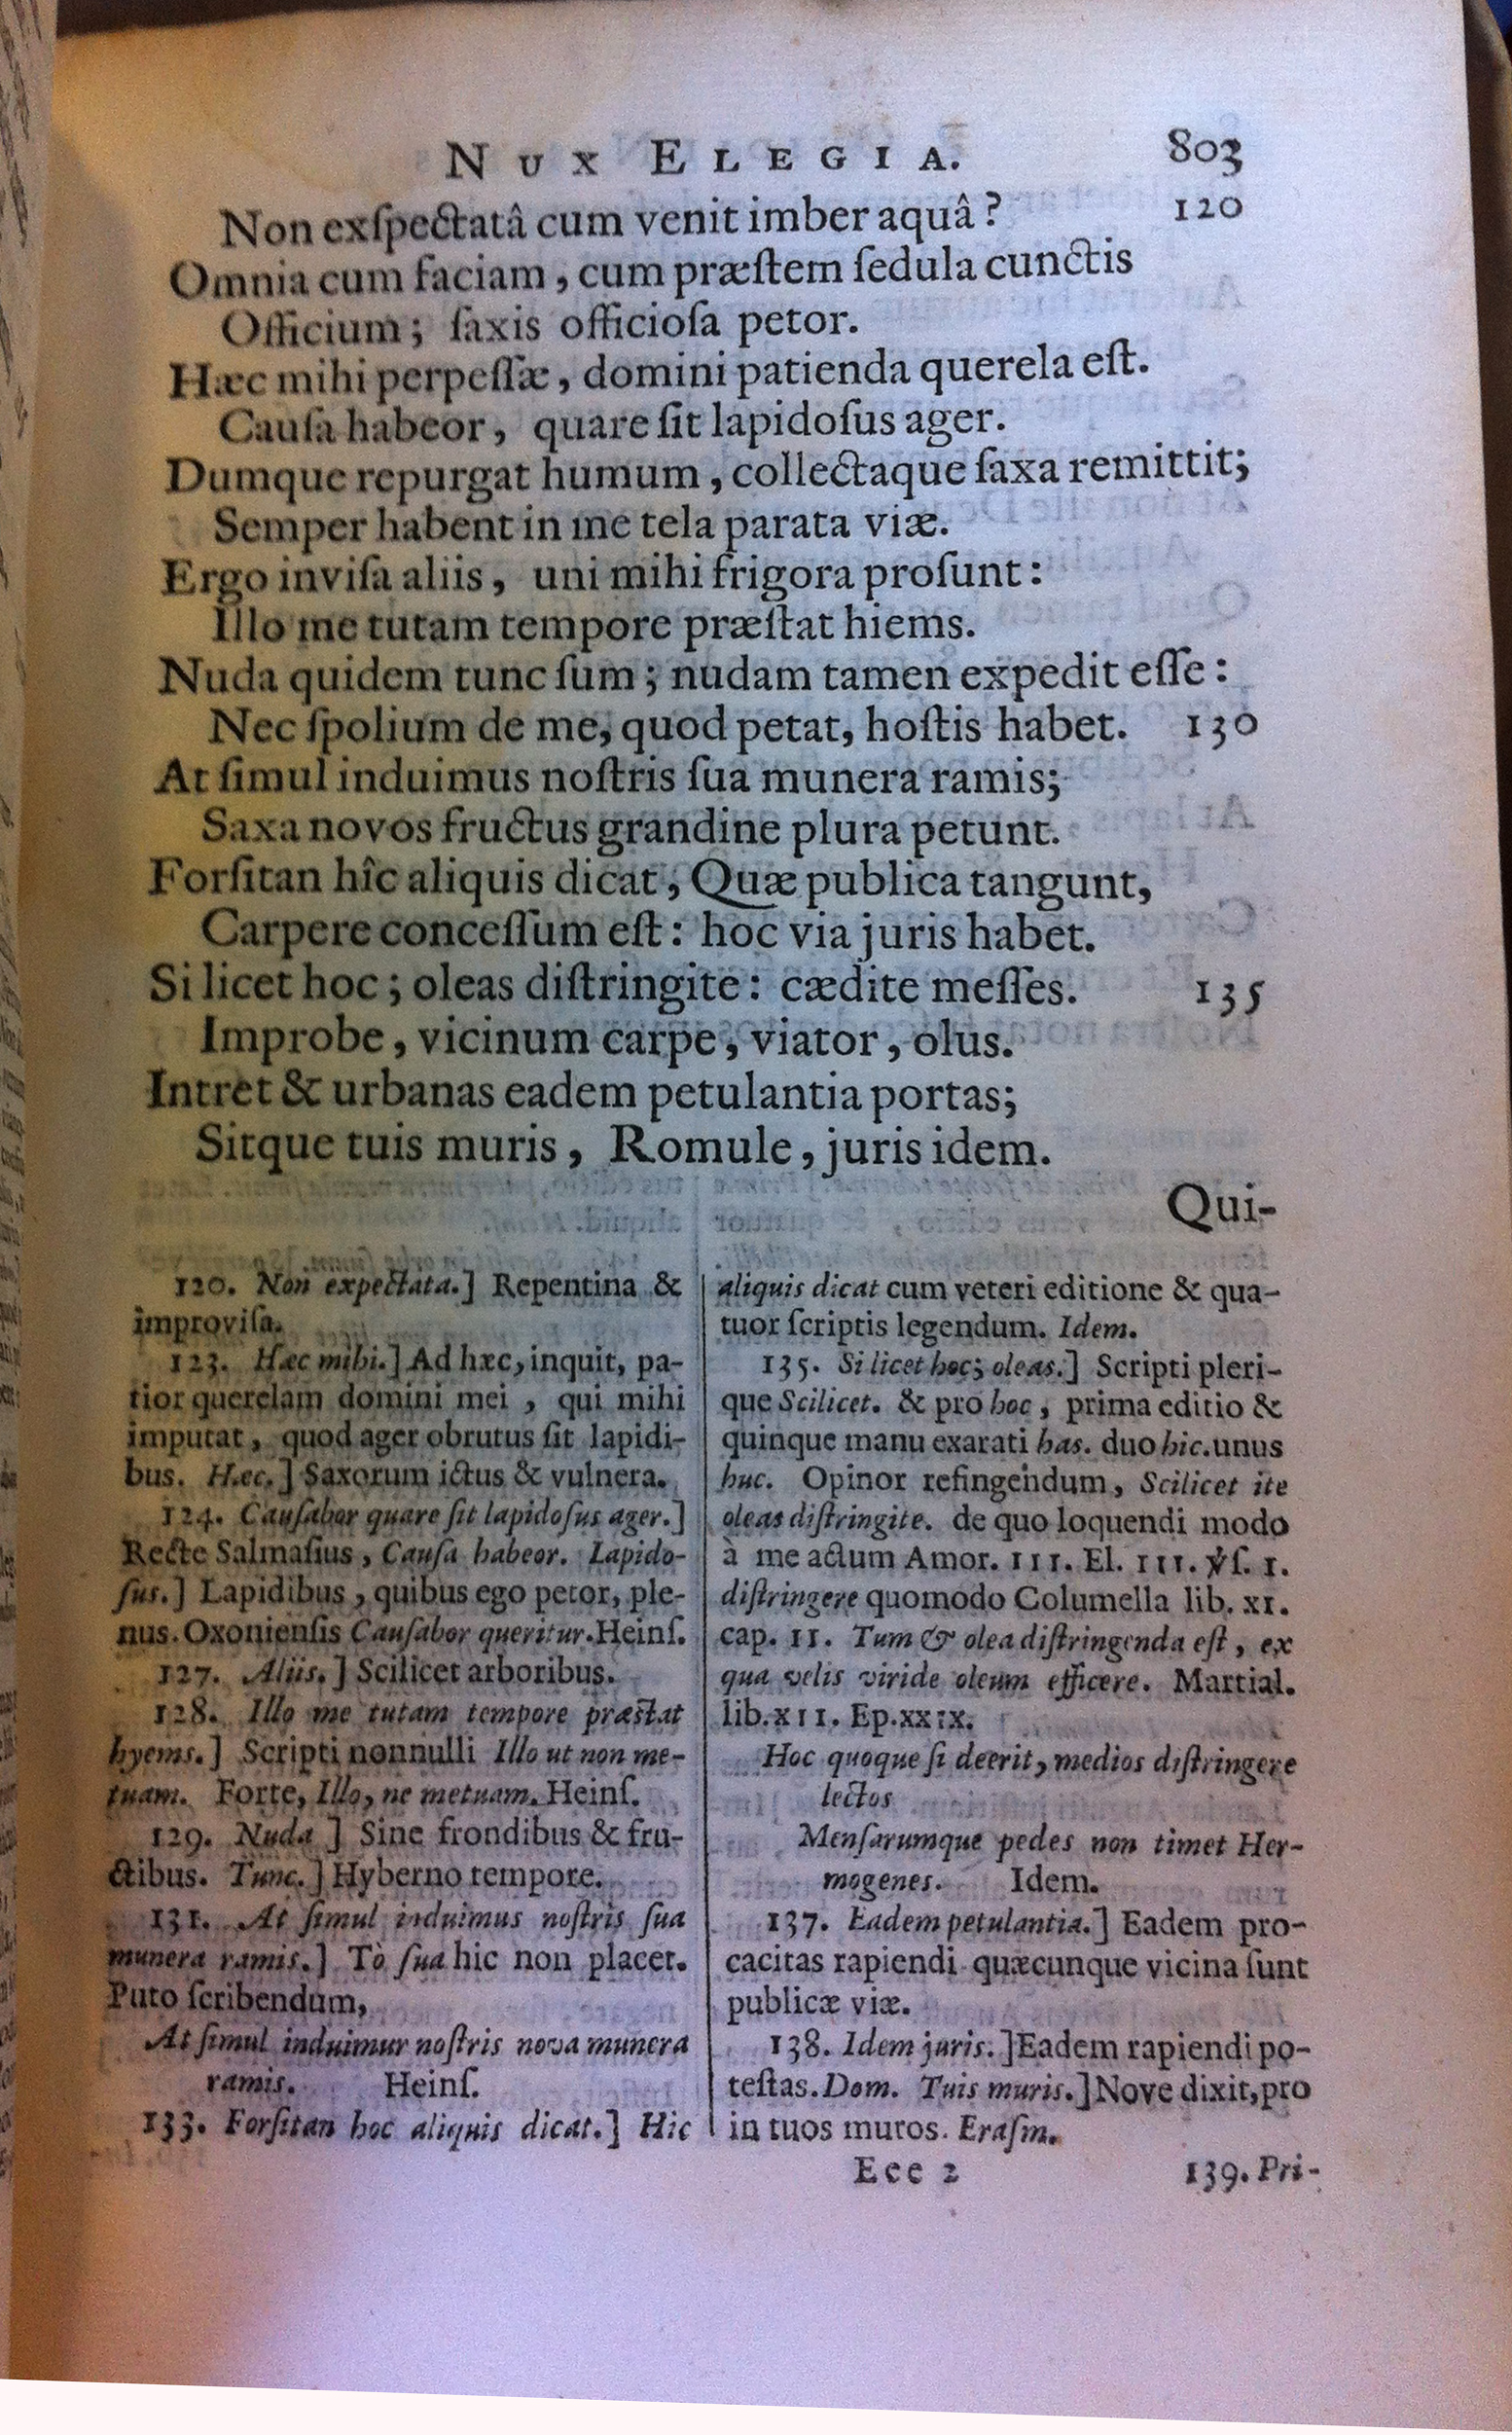 NUX ELEGIA. 803
Non exſpectatâ cum venit imber aquâ? 120
Omnia cum faciam, cum præſtem ſedula cunctis
Officium; ſaxis officioſa petor.
Hæc mihi perpeſſæ, domini patienda querela eſt.
Cauſa habeor, quare ſit lapidoſus ager.
Dumque repurgat humum, collectaque ſaxa remittit;
Semper habent in me tela parata viæ.
Ergo inviſa aliis, uni mihi frigora proſunt:
Illo me tutam tempore præſtat hiems.
Nuda quidem tunc ſum; nudam tamen expedit eſſe:
Nec ſpolium de me, quod petat, hoſtis habet. 130
At ſimul induimus noſtris ſua munera ramis;
Saxa novos fructus grandine plura petunt.
Forſitan hîc aliquis dicat, Quæ publica tangunt,
Carpere conceſſum eſt: hoc via juris habet.
Si licet hoc; oleas diſtringite: cædite meſſes. 135
Improbe, vicinum carpe, viator, olus.
Intret & urbanas eadem petulantia portas;
Sitque tuis muris, Romule, juris idem.
Qui-
120. Non expectata.] Repentina &
improviſa.
123. Hæc mihi.] Ad hæc, inquit, pa-
tior querelam domini mei, qui mihi
imputat, quod ager obrutus ſit lapidi-
bus. Hæc.] Saxorum ictus & vulnera.
124. Cauſabor quare ſit lapidoſus ager.]
Recte Salmaſius, Cauſa habeor. Lapido-
ſus.] Lapidibus, quibus ego petor, ple-
nus. Oxonienſis Cauſabor queritur. Heinſ.
127. Aliis.] Scilicet arboribus.
128. Illo me tutam tempore præſtat
hyems.] Scripti nonnulli Illo ut non me-
tuam. Forte, Illo, ne metuam. Heinſ.
129. Nuda ] Sine frondibus & fru-
ctibus. Tunc.] Hyberno tempore.
131. At ſimul induimus noſtris ſua
munera ramis.] Tò ſua hic non placet.
Puto ſcribendum,
At ſimul induimur noſtris nova munera
ramis. Heinſ.
133. Forſitan hoc aliquis dicat.] Hic
aliquis dicat cum veteri editione & qua-
tuor ſcriptis legendum. Idem.
135. Si licet hoc; oleas.] Scripti pleri-
que Scilicet. & pro hoc, prima editio &
quinque manu exarati has. duo hic. unus
huc. Opinor refingendum, Scilicet ite
oleas diſtringite. de quo loquendi modo
à me actum Amor. III. El. III. ℣ſ. 1.
diſtringere quomodo Columella lib. XI.
cap. II. Tum & olea diſtringenda eſt, ex
qua velis viride oleum efficere. Martial.
lib. XII. Ep. XXIX.
Hoc quoque ſi deerit, medios diſtringere
lectos
Menſarumque pedes non timet Her-
mogenes. Idem.
137. Eadem petulantia.] Eadem pro-
cacitas rapiendi quæcunque vicina ſunt
publicæ viæ.
138. Idem juris.] Eadem rapiendi po-
teſtas. Dom. Tuis muris.] Nove dixit, pro
in tuos muros. Eraſm.
Eee 2 139. Pri-